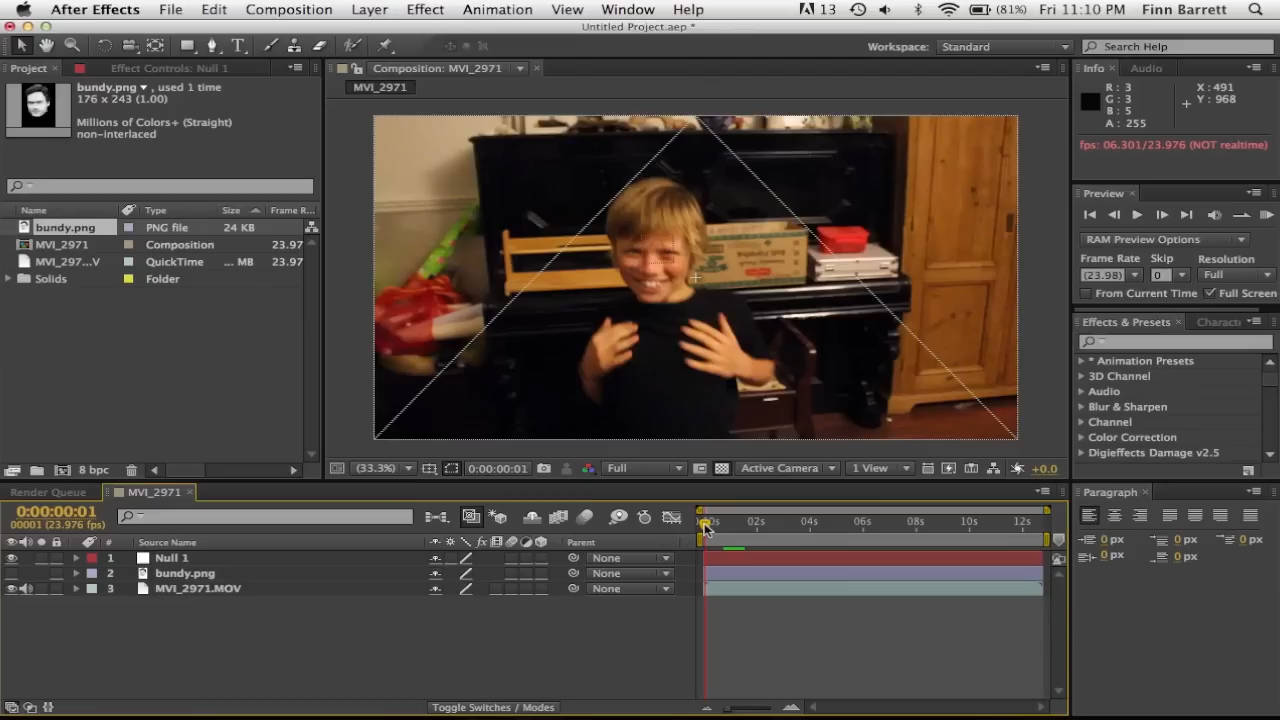 After Effects File Edit Composition Layer Effect Animation View Window Help 13 (81%) Fri 11:10 PM Finn Barrett
Untitled Project.aep *
Workspace: Standard Search Help
Project Effect Controls: Null 1
bundy.png ▾, used 1 time
176 x 243 (1.00)
Millions of Colors+ (Straight)
non-interlaced
Name Type Size Frame R...
bundy.png PNG file 24 KB
MVI_2971 Composition 23.97
MVI_297...V QuickTime ... MB 23.97
Solids Folder
8 bpc
Composition: MVI_2971
MVI_2971
(33.3%) 0:00:00:01 Full Active Camera 1 View +0.0
Info Audio
R: 3 X: 491
G: 3 Y: 968
B: 5
A: 255
fps: 06.301/23.976 (NOT realtime)
Preview
RAM Preview Options
Frame Rate Skip Resolution
(23.98) 0 Full
From Current Time Full Screen
Effects & Presets Charact
* Animation Presets
3D Channel
Audio
Blur & Sharpen
Channel
Color Correction
Digieffects Damage v2.5
Render Queue MVI_2971
0:00:00:01
00001 (23.976 fps)
# Source Name fx Parent
1 Null 1 None
2 bundy.png None
3 MVI_2971.MOV None
00s 02s 04s 06s 08s 10s 12s
Toggle Switches / Modes
Paragraph
0 px 0 px 0 px
0 px 0 px